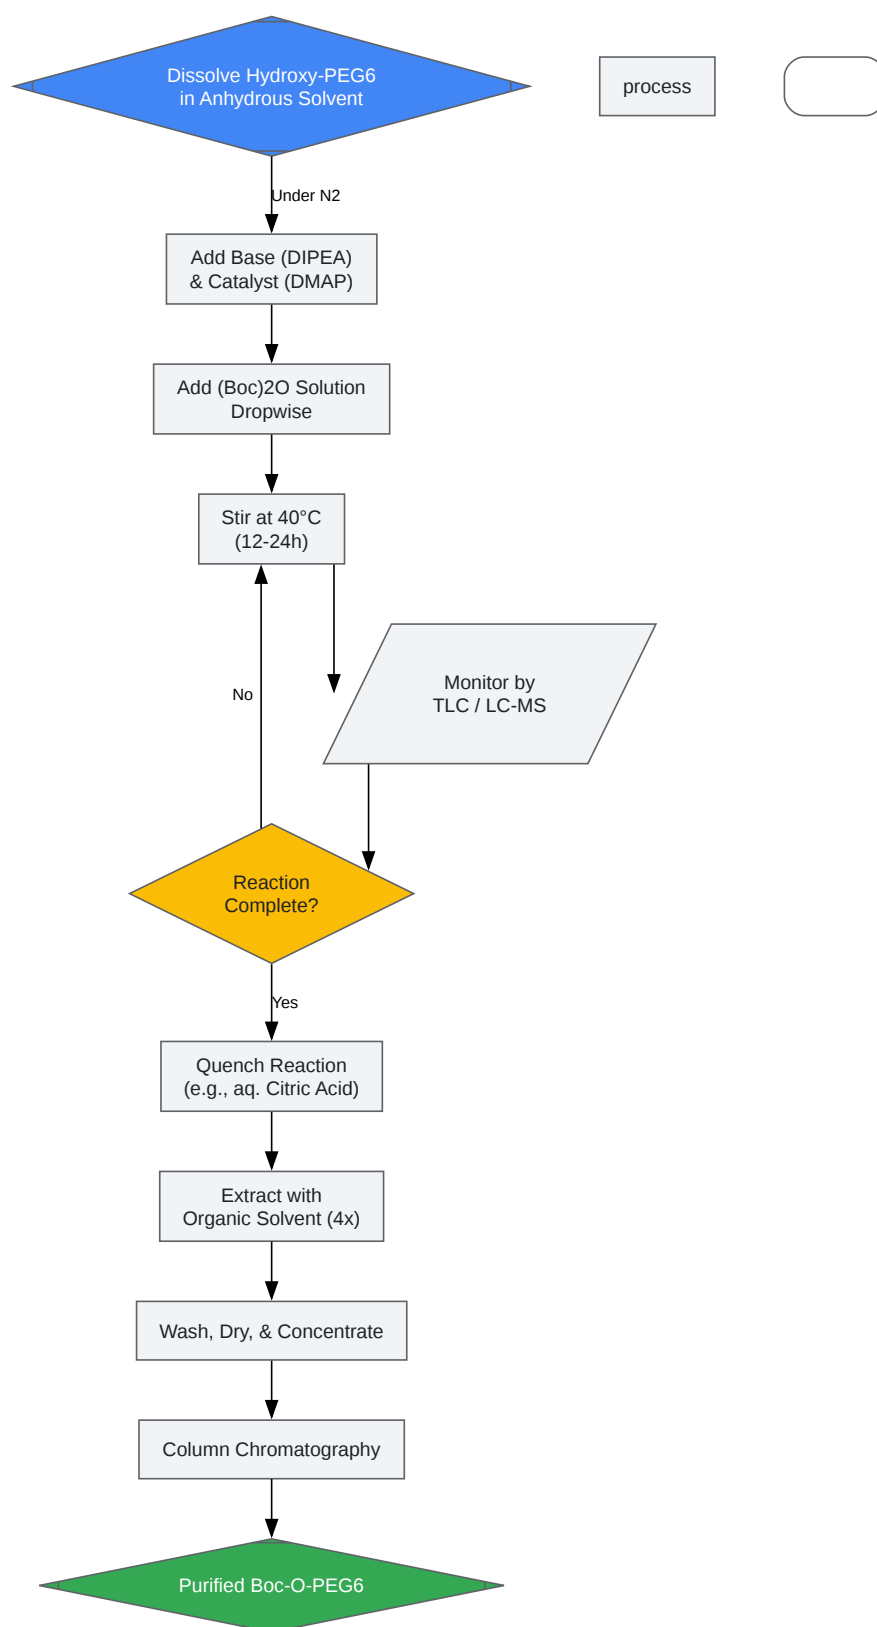 Dissolve Hydroxy-PEG6
in Anhydrous Solvent
process
Under N2
Add Base (DIPEA)
& Catalyst (DMAP)
Add (Boc)2O Solution
Dropwise
Stir at 40°C
(12-24h)
Monitor by
TLC / LC-MS
No
Reaction
Complete?
Yes
Quench Reaction
(e.g., aq. Citric Acid)
Extract with
Organic Solvent (4x)
Wash, Dry, & Concentrate
Column Chromatography
Purified Boc-O-PEG6